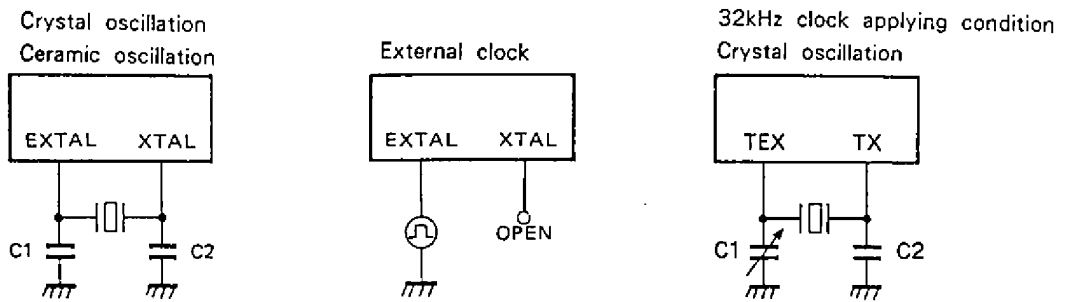 Crystal oscillation
Ceramic oscillation
EXTAL XTAL
C1 C2
External clock
EXTAL XTAL
OPEN
32kHz clock applying condition
Crystal oscillation
TEX TX
C1 C2